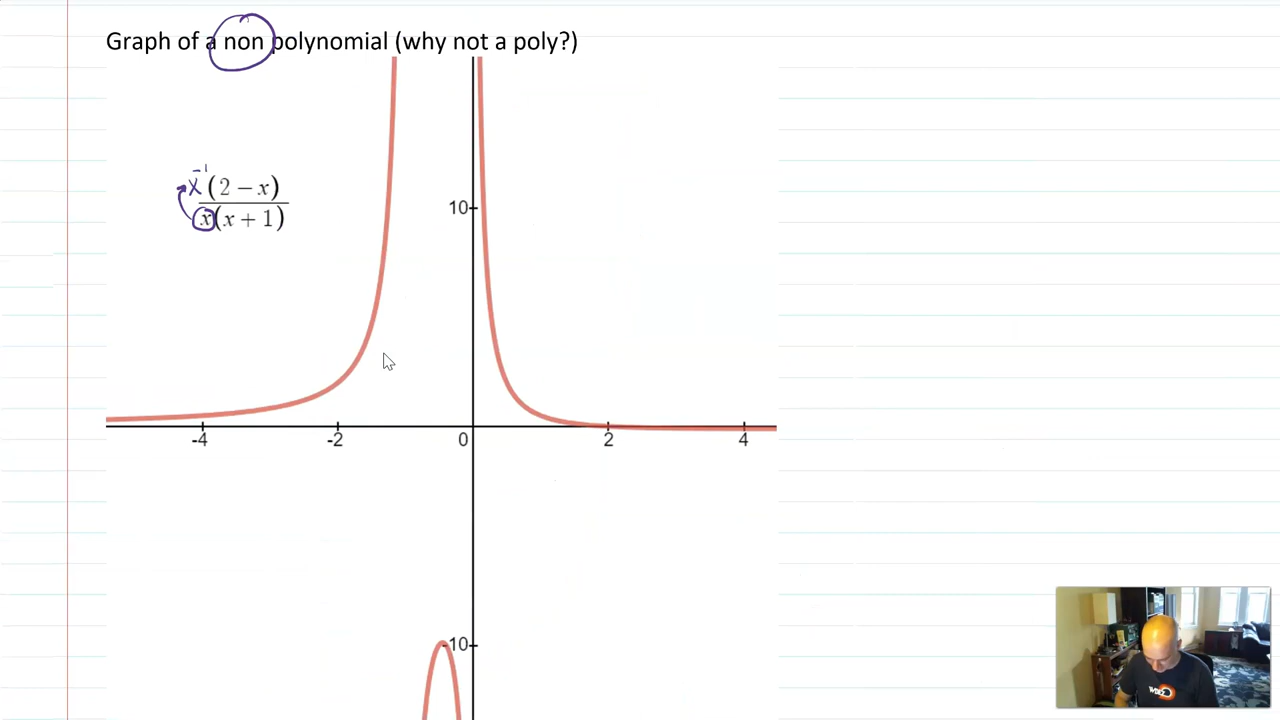 Graph of a non polynomial (why not a poly?)
x⁻¹(2 − x)
x(x + 1)
10
-4 -2 0 2 4
-10